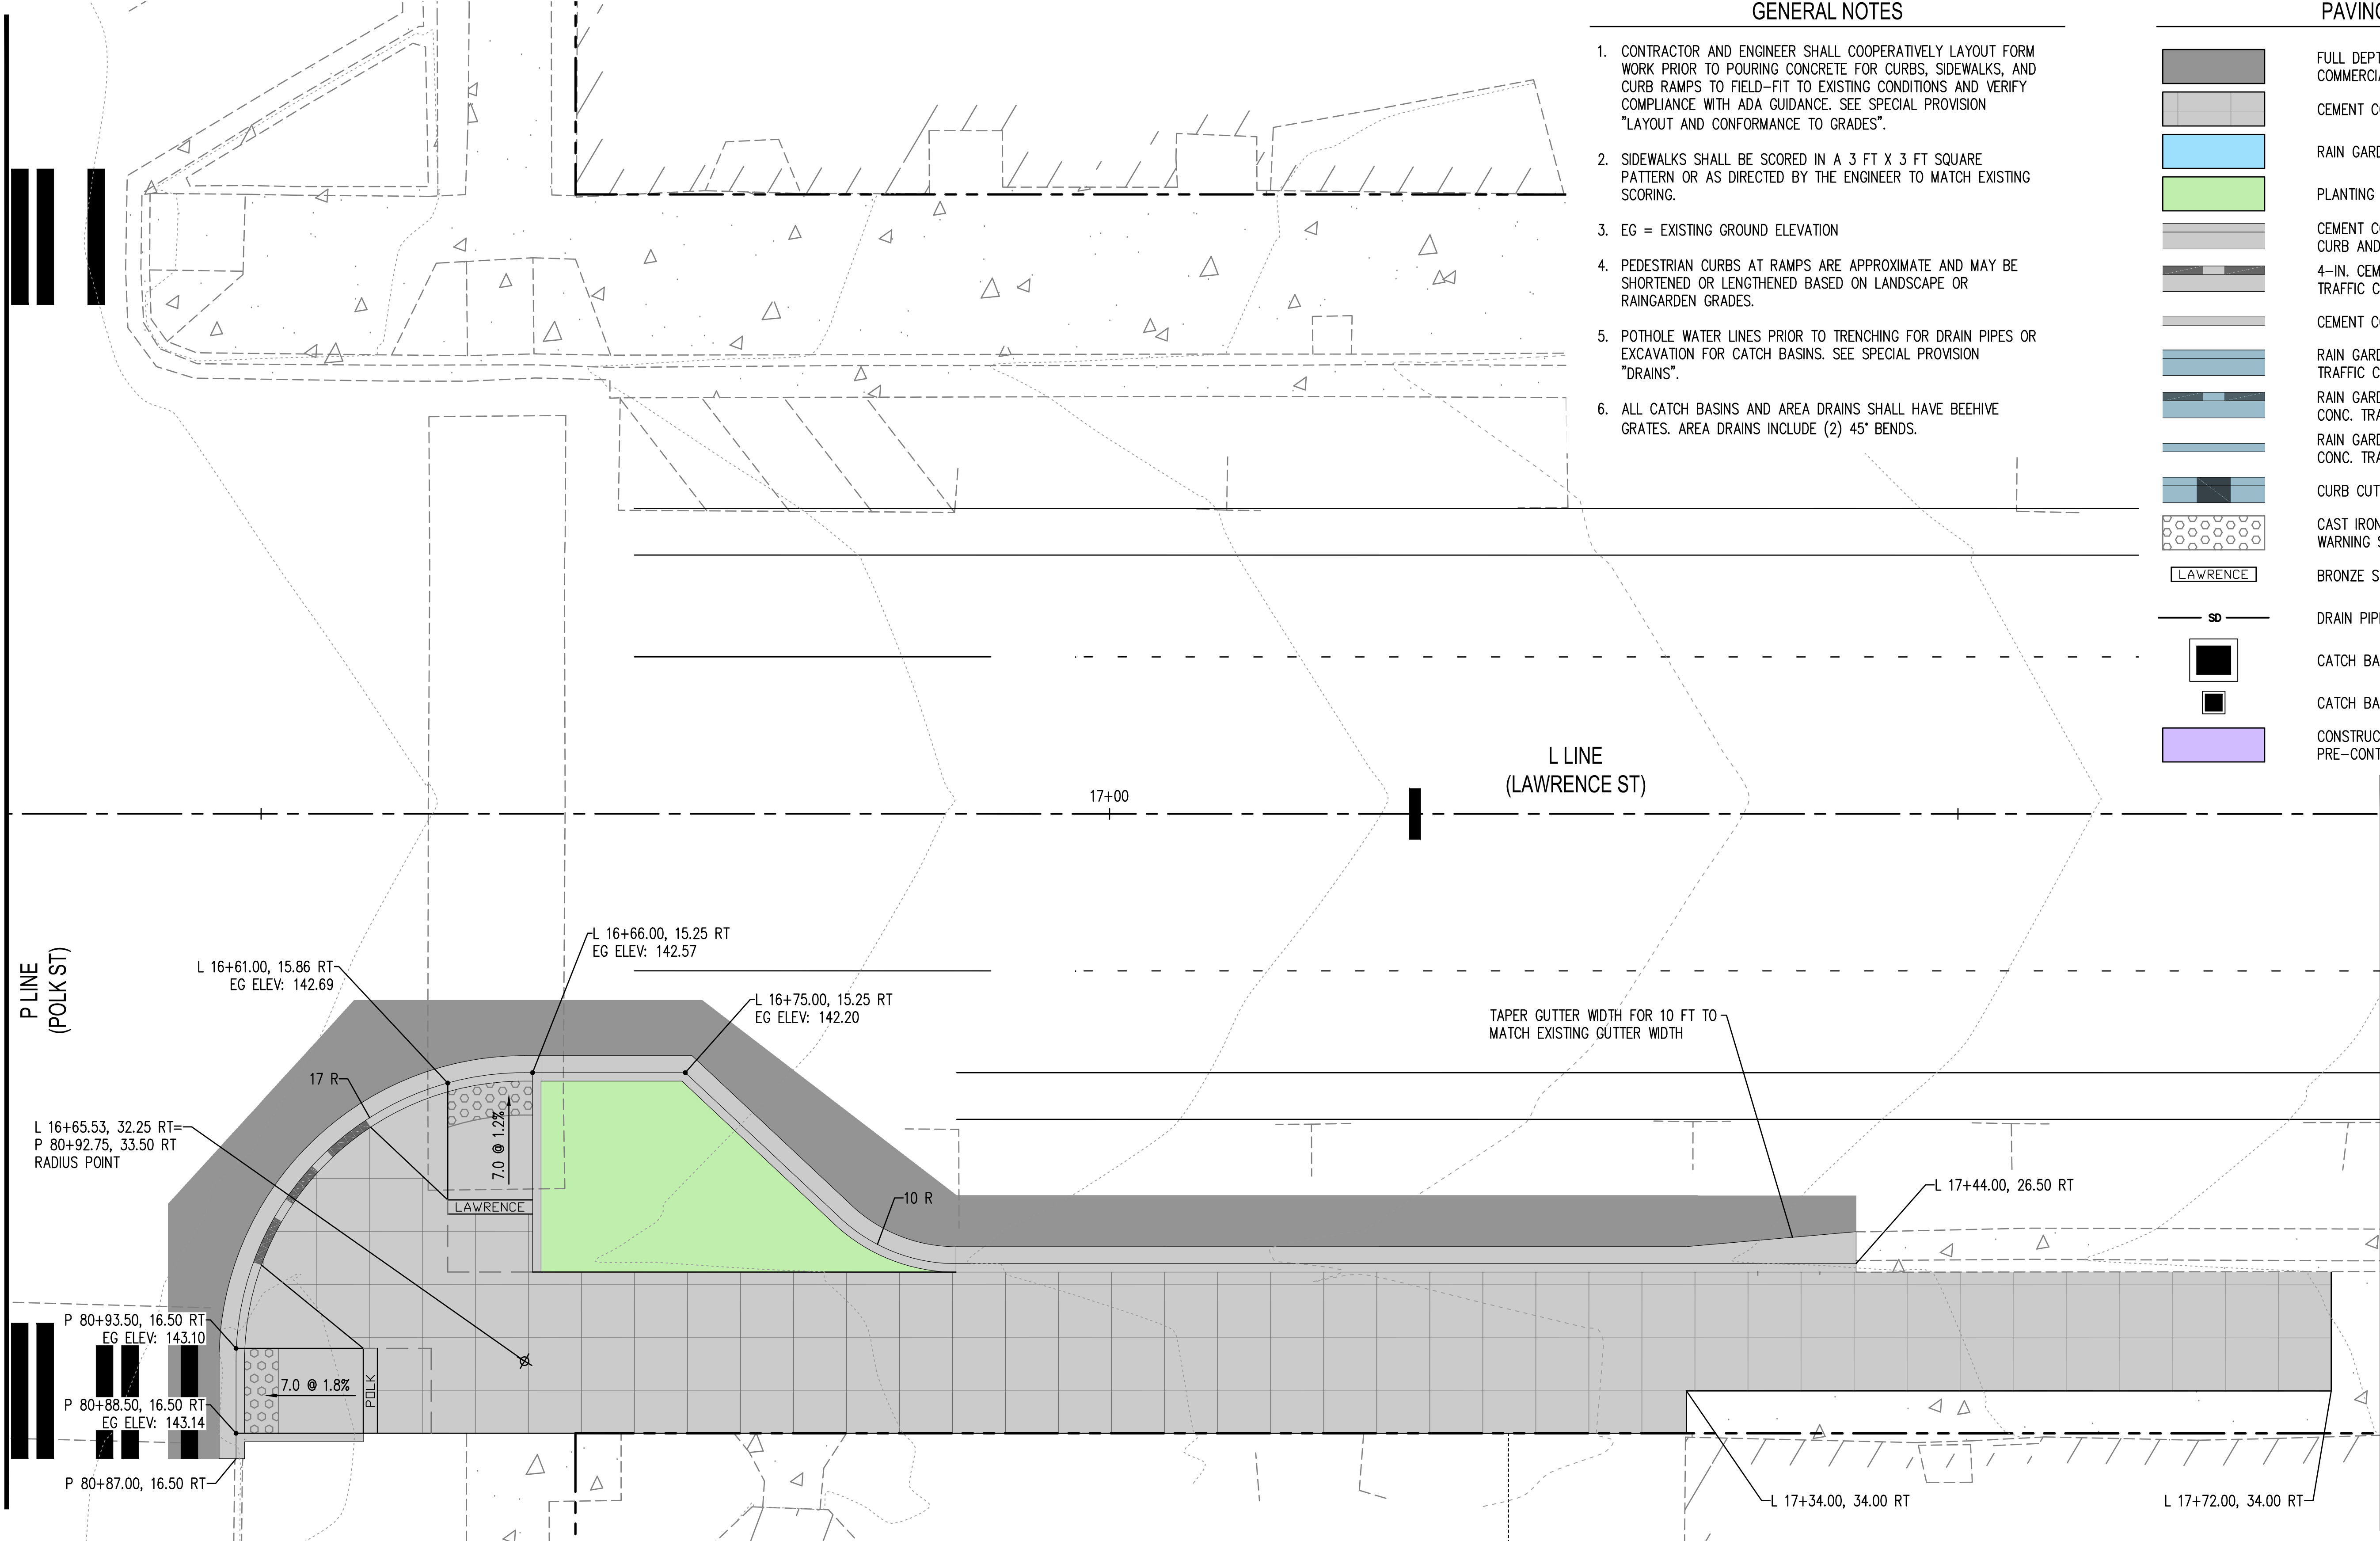 GENERAL NOTES
1. CONTRACTOR AND ENGINEER SHALL COOPERATIVELY LAYOUT FORM
WORK PRIOR TO POURING CONCRETE FOR CURBS, SIDEWALKS, AND
CURB RAMPS TO FIELD-FIT TO EXISTING CONDITIONS AND VERIFY
COMPLIANCE WITH ADA GUIDANCE. SEE SPECIAL PROVISION
"LAYOUT AND CONFORMANCE TO GRADES".
2. SIDEWALKS SHALL BE SCORED IN A 3 FT X 3 FT SQUARE
PATTERN OR AS DIRECTED BY THE ENGINEER TO MATCH EXISTING
SCORING.
3. EG = EXISTING GROUND ELEVATION
4. PEDESTRIAN CURBS AT RAMPS ARE APPROXIMATE AND MAY BE
SHORTENED OR LENGTHENED BASED ON LANDSCAPE OR
RAINGARDEN GRADES.
5. POTHOLE WATER LINES PRIOR TO TRENCHING FOR DRAIN PIPES OR
EXCAVATION FOR CATCH BASINS. SEE SPECIAL PROVISION
"DRAINS".
6. ALL CATCH BASINS AND AREA DRAINS SHALL HAVE BEEHIVE
GRATES. AREA DRAINS INCLUDE (2) 45° BENDS.
PAVING
FULL DEPT
COMMERCIA
CEMENT CO
RAIN GARD
PLANTING
CEMENT CO
CURB AND
4-IN. CEM
TRAFFIC C
CEMENT CO
RAIN GARD
TRAFFIC C
RAIN GARD
CONC. TRA
RAIN GARD
CONC. TRA
CURB CUT
CAST IRON
WARNING S
LAWRENCE
BRONZE S
SD
DRAIN PIP
CATCH BA
CATCH BA
CONSTRUC
PRE-CONT
L LINE
(LAWRENCE ST)
17+00
P LINE
(POLK ST)
L 16+66.00, 15.25 RT
EG ELEV: 142.57
L 16+61.00, 15.86 RT
EG ELEV: 142.69
L 16+75.00, 15.25 RT
EG ELEV: 142.20
TAPER GUTTER WIDTH FOR 10 FT TO
MATCH EXISTING GUTTER WIDTH
17 R
L 16+65.53, 32.25 RT=
P 80+92.75, 33.50 RT
RADIUS POINT
7.0 @ 1.2%
LAWRENCE
10 R
L 17+44.00, 26.50 RT
P 80+93.50, 16.50 RT
EG ELEV: 143.10
7.0 @ 1.8%
POLK
P 80+88.50, 16.50 RT
EG ELEV: 143.14
P 80+87.00, 16.50 RT
L 17+34.00, 34.00 RT
L 17+72.00, 34.00 RT